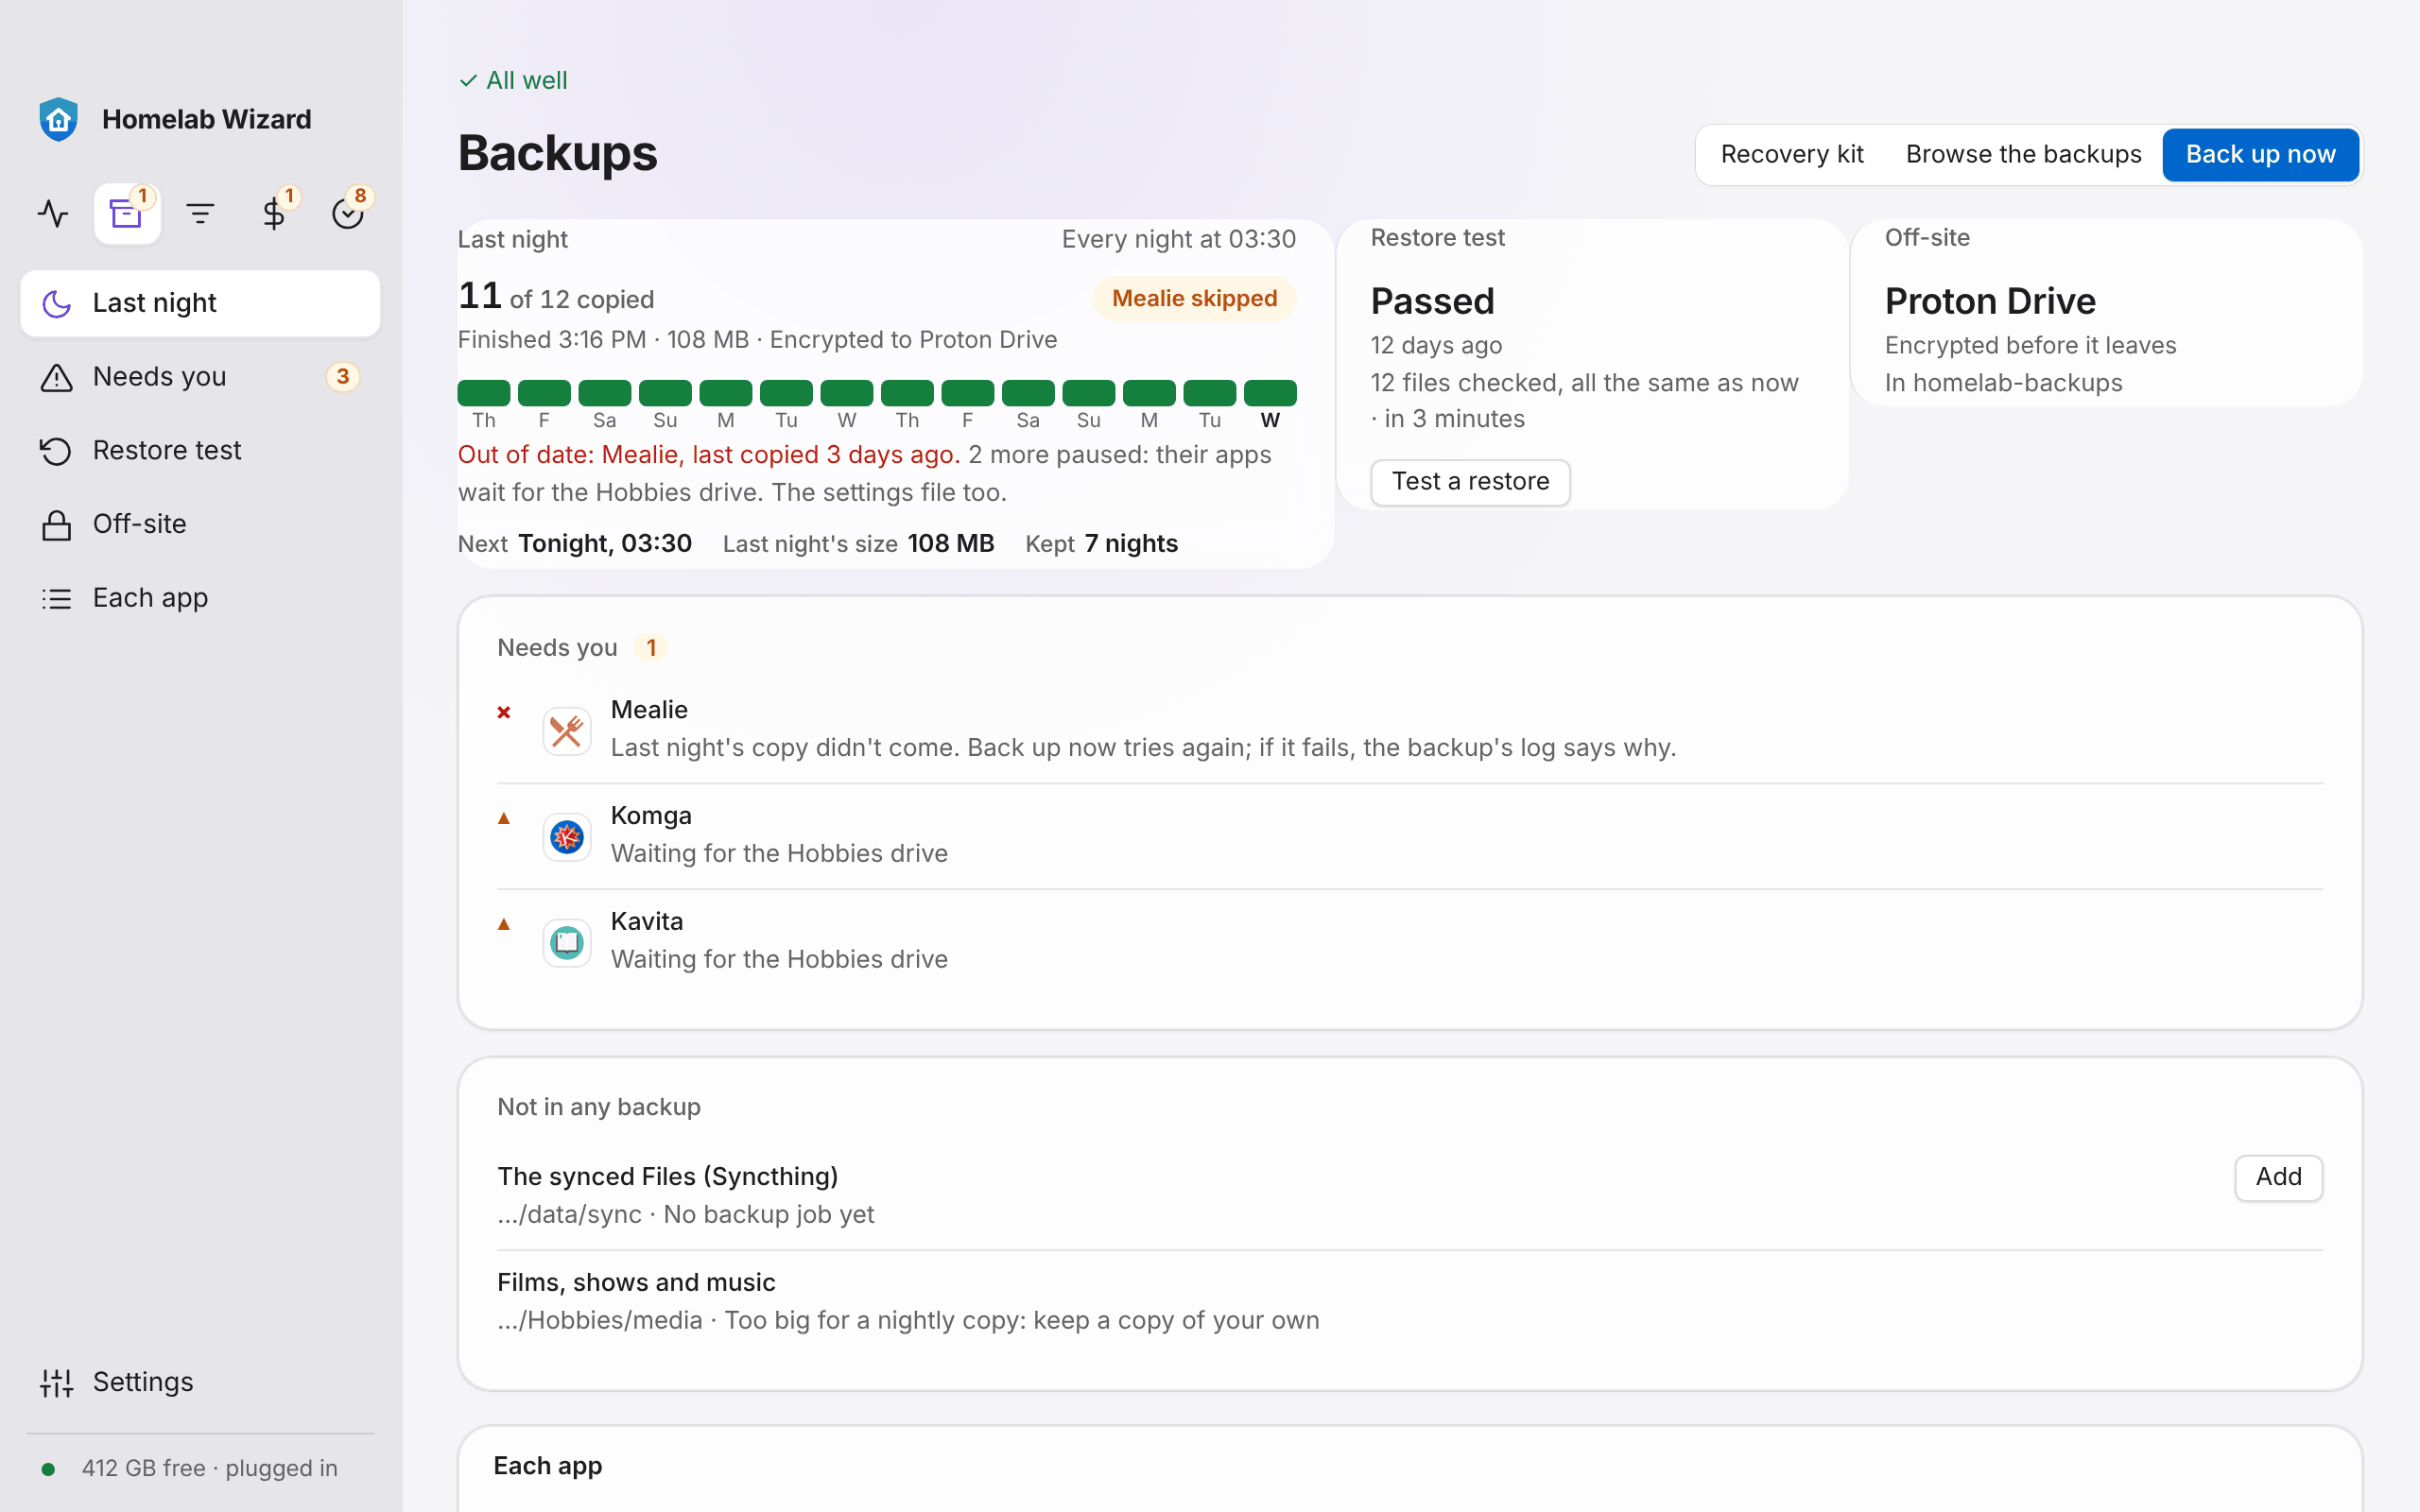 Homelab Wizard
1
1
8
Last night
Needs you 3
Restore test
Off-site
Each app
Settings
412 GB free · plugged in
✓ All well
Backups
Recovery kit
Browse the backups
Back up now
Last night
Every night at 03:30
11 of 12 copied
Mealie skipped
Finished 3:16 PM · 108 MB · Encrypted to Proton Drive
Th F Sa Su M Tu W Th F Sa Su M Tu W
Out of date: Mealie, last copied 3 days ago. 2 more paused: their apps
wait for the Hobbies drive. The settings file too.
Next Tonight, 03:30 Last night's size 108 MB Kept 7 nights
Restore test
Passed
12 days ago
12 files checked, all the same as now
· in 3 minutes
Test a restore
Off-site
Proton Drive
Encrypted before it leaves
In homelab-backups
Needs you 1
Mealie
Last night's copy didn't come. Back up now tries again; if it fails, the backup's log says why.
Komga
Waiting for the Hobbies drive
Kavita
Waiting for the Hobbies drive
Not in any backup
The synced Files (Syncthing)
.../data/sync · No backup job yet
Add
Films, shows and music
.../Hobbies/media · Too big for a nightly copy: keep a copy of your own
Each app